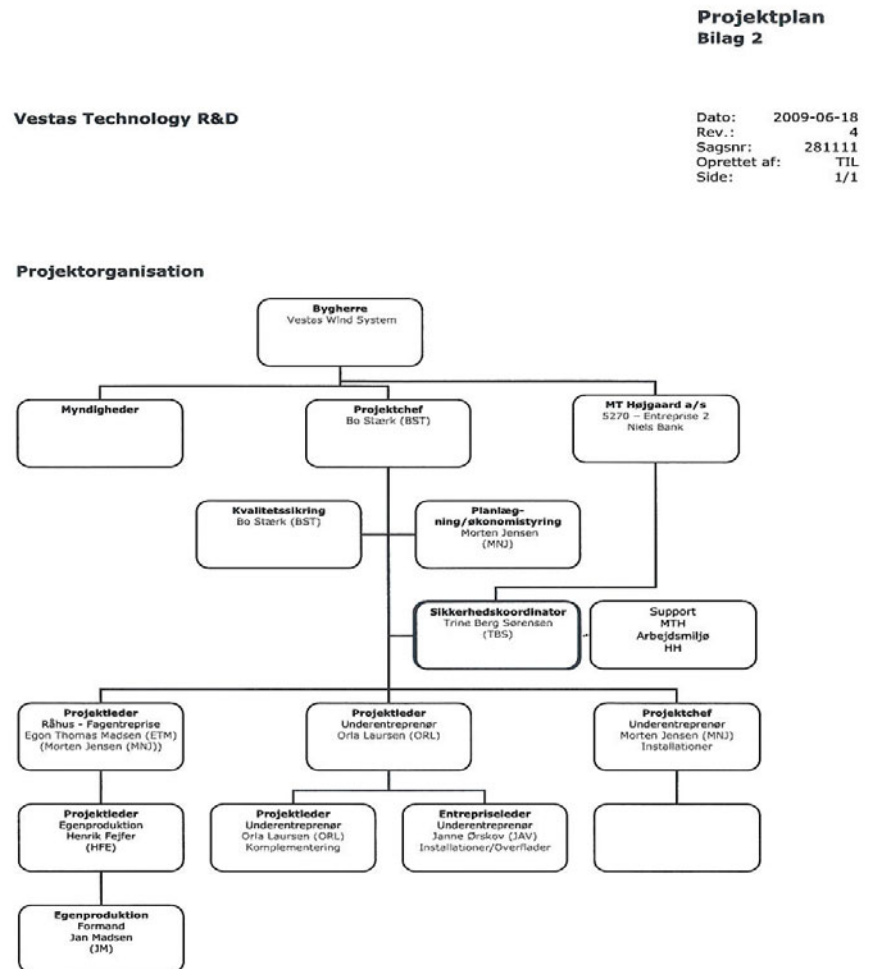 Projektplan
Bilag 2
Vestas Technology R&D
Dato: 2009-06-18
Rev.: 4
Sagsnr: 281111
Oprettet af: TIL
Side: 1/1
Projektorganisation
Bygherre
Vestas Wind System
Myndigheder
Projektchef
Bo Stærk (BST)
MT Højgaard a/s
5270 – Entreprise 2
Niels Bank
Kvalitetssikring
Bo Stærk (BST)
Planlæg-
ning/økonomistyring
Morten Jensen
(MNJ)
Sikkerhedskoordinator
Trine Berg Sørensen
(TBS)
Support
MTH
Arbejdsmiljø
HH
Projektleder
Råhus - Fagentreprise
Egon Thomas Madsen (ETM)
(Morten Jensen (MNJ))
Projektleder
Underentreprenør
Orla Laursen (ORL)
Projektchef
Underentreprenør
Morten Jensen (MNJ)
Installationer
Projektleder
Egenproduktion
Henrik Fejfer
(HFE)
Projektleder
Underentreprenør
Orla Laursen (ORL)
Komplementering
Entrepriseleder
Underentreprenør
Janne Ørskov (JAV)
Installationer/Overflader
Egenproduktion
Formand
Jan Madsen
(JM)